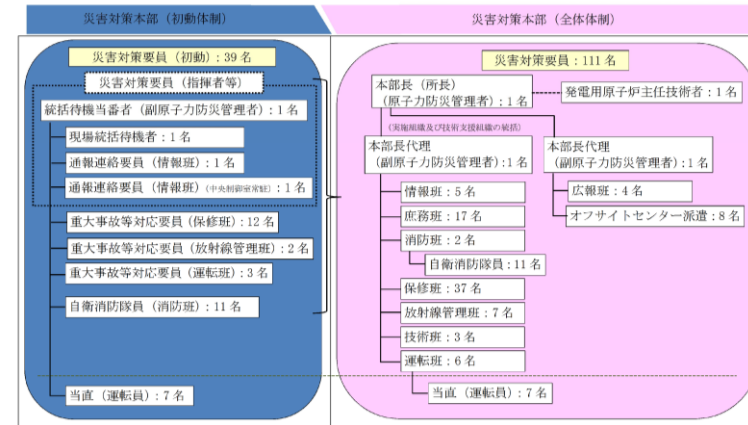 災害対策本部（初動体制）
災害対策要員（初動）：39 名
災害対策要員（指揮者等）
統括待機当番者（副原子力防災管理者）：1 名
現場統括待機者：1 名
通報連絡要員（情報班）：1 名
通報連絡要員（情報班）（中央制御室常駐）：1 名
重大事故等対応要員（保修班）：12 名
重大事故等対応要員（放射線管理班）：2 名
重大事故等対応要員（運転班）：3 名
自衛消防隊員（消防班）：11 名
当直（運転員）：7 名
災害対策本部（全体体制）
災害対策要員：111 名
本部長（所長）
（原子力防災管理者）：1 名
発電用原子炉主任技術者：1 名
（実施組織及び技術支援組織の統括）
本部長代理
（副原子力防災管理者）：1 名
本部長代理
（副原子力防災管理者）：1 名
情報班：5 名
広報班：4 名
庶務班：17 名
オフサイトセンター派遣：8 名
消防班：2 名
自衛消防隊員：11 名
保修班：37 名
放射線管理班：7 名
技術班：3 名
運転班：6 名
当直（運転員）：7 名